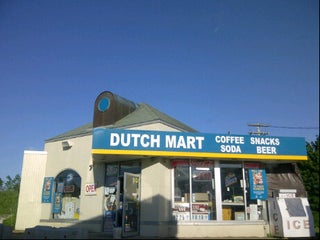 DUTCH MART
COFFEE SNACKS
SODA BEER
OPEN
ICE